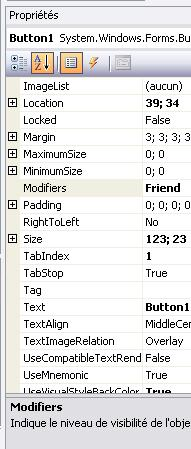 Propriétés
Button1 System.Windows.Forms.Bu
ImageList (aucun)
Location 39; 34
Locked False
Margin 3; 3; 3; 3
MaximumSize 0; 0
MinimumSize 0; 0
Modifiers Friend
Padding 0; 0; 0; 0
RightToLeft No
Size 123; 23
TabIndex 1
TabStop True
Tag
Text Button1
TextAlign MiddleCen
TextImageRelation Overlay
UseCompatibleTextRend False
UseMnemonic True
UseVisualStyleBackColor True
Modifiers
Indique le niveau de visibilité de l'obje